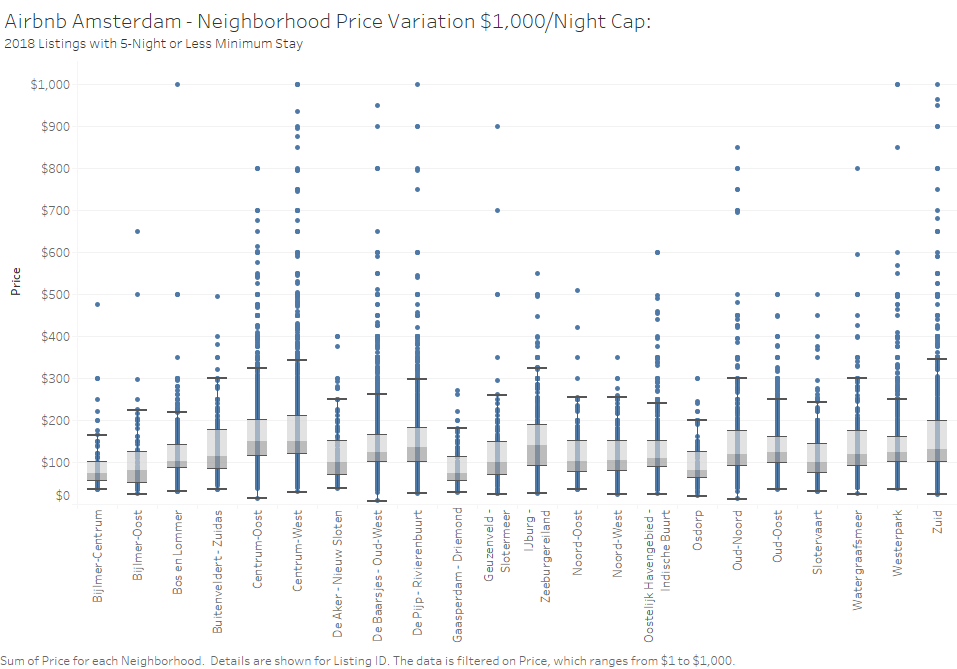 Airbnb Amsterdam - Neighborhood Price Variation $1,000/Night Cap:
2018 Listings with 5-Night or Less Minimum Stay
$1,000
$900
$800
$700
$600
$500
$400
$300
$200
$100
$0
Price
Bijlmer-Centrum
Bijlmer-Oost
Bos en Lommer
Buitenveldert - Zuidas
Centrum-Oost
Centrum-West
De Aker - Nieuw Sloten
De Baarsjes - Oud-West
De Pijp - Rivierenbuurt
Gaasperdam - Driemond
Geuzenveld -
Slotermeer
IJburg -
Zeeburgereiland
Noord-Oost
Noord-West
Oostelijk Havengebied -
Indische Buurt
Osdorp
Oud-Noord
Oud-Oost
Slotervaart
Watergraafsmeer
Westerpark
Zuid
Sum of Price for each Neighborhood.  Details are shown for Listing ID. The data is filtered on Price, which ranges from $1 to $1,000.